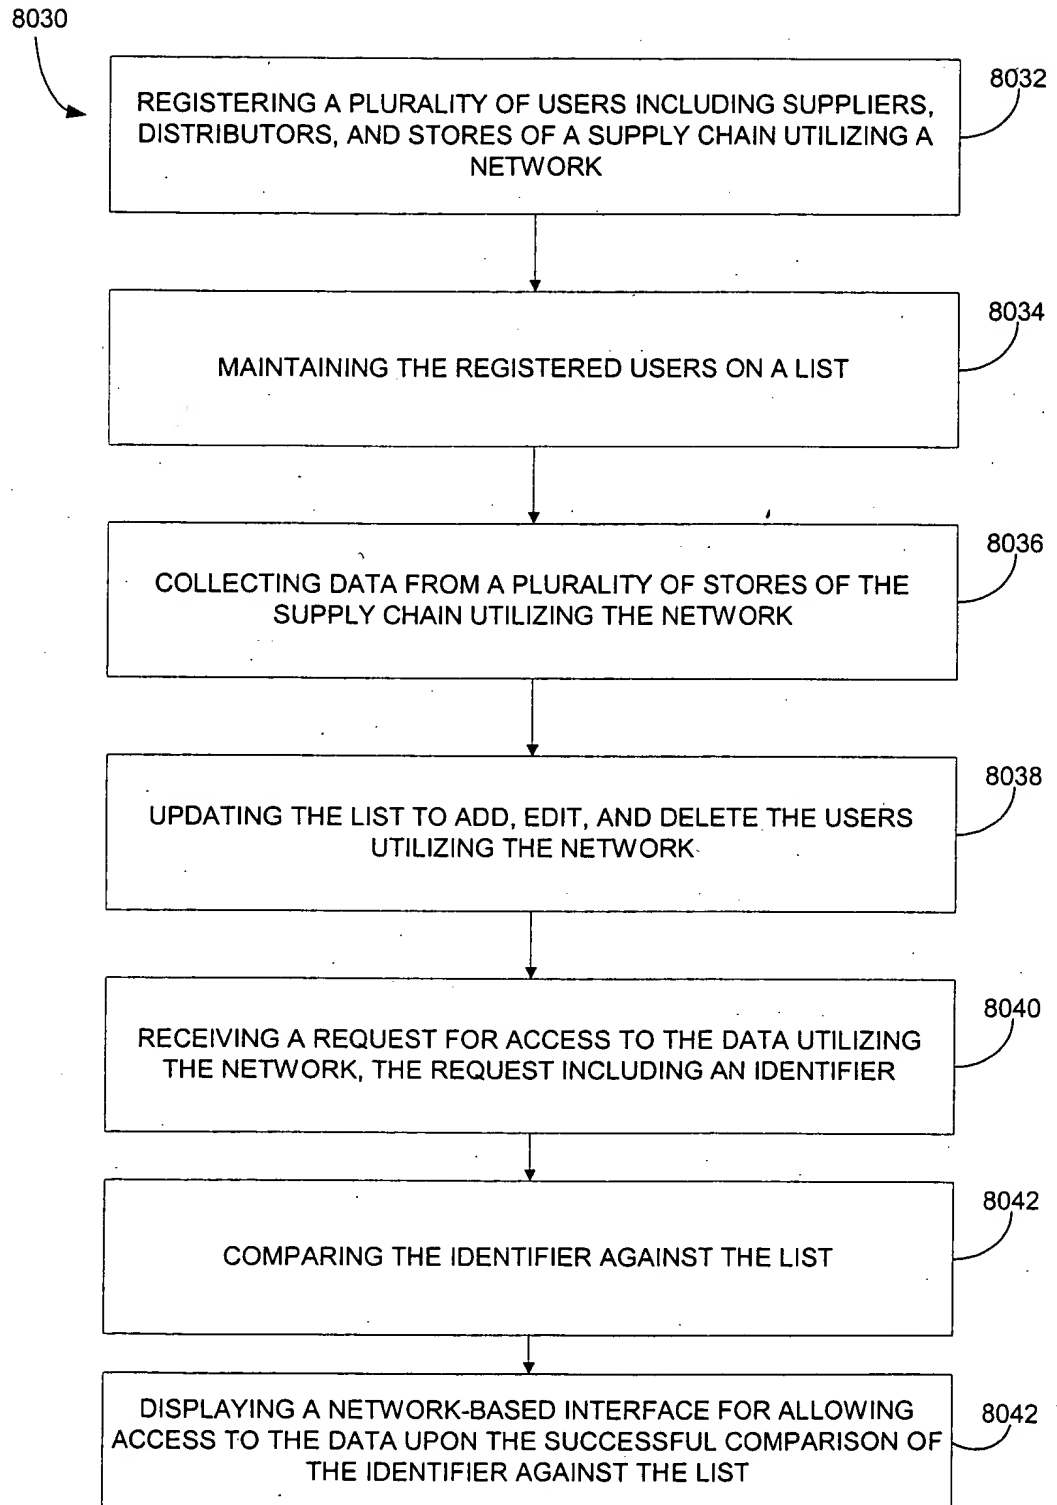 8030
8032
REGISTERING A PLURALITY OF USERS INCLUDING SUPPLIERS,
DISTRIBUTORS, AND STORES OF A SUPPLY CHAIN UTILIZING A
NETWORK
8034
MAINTAINING THE REGISTERED USERS ON A LIST
8036
COLLECTING DATA FROM A PLURALITY OF STORES OF THE
SUPPLY CHAIN UTILIZING THE NETWORK
8038
UPDATING THE LIST TO ADD, EDIT, AND DELETE THE USERS
UTILIZING THE NETWORK
8040
RECEIVING A REQUEST FOR ACCESS TO THE DATA UTILIZING
THE NETWORK, THE REQUEST INCLUDING AN IDENTIFIER
8042
COMPARING THE IDENTIFIER AGAINST THE LIST
8042
DISPLAYING A NETWORK-BASED INTERFACE FOR ALLOWING
ACCESS TO THE DATA UPON THE SUCCESSFUL COMPARISON OF
THE IDENTIFIER AGAINST THE LIST